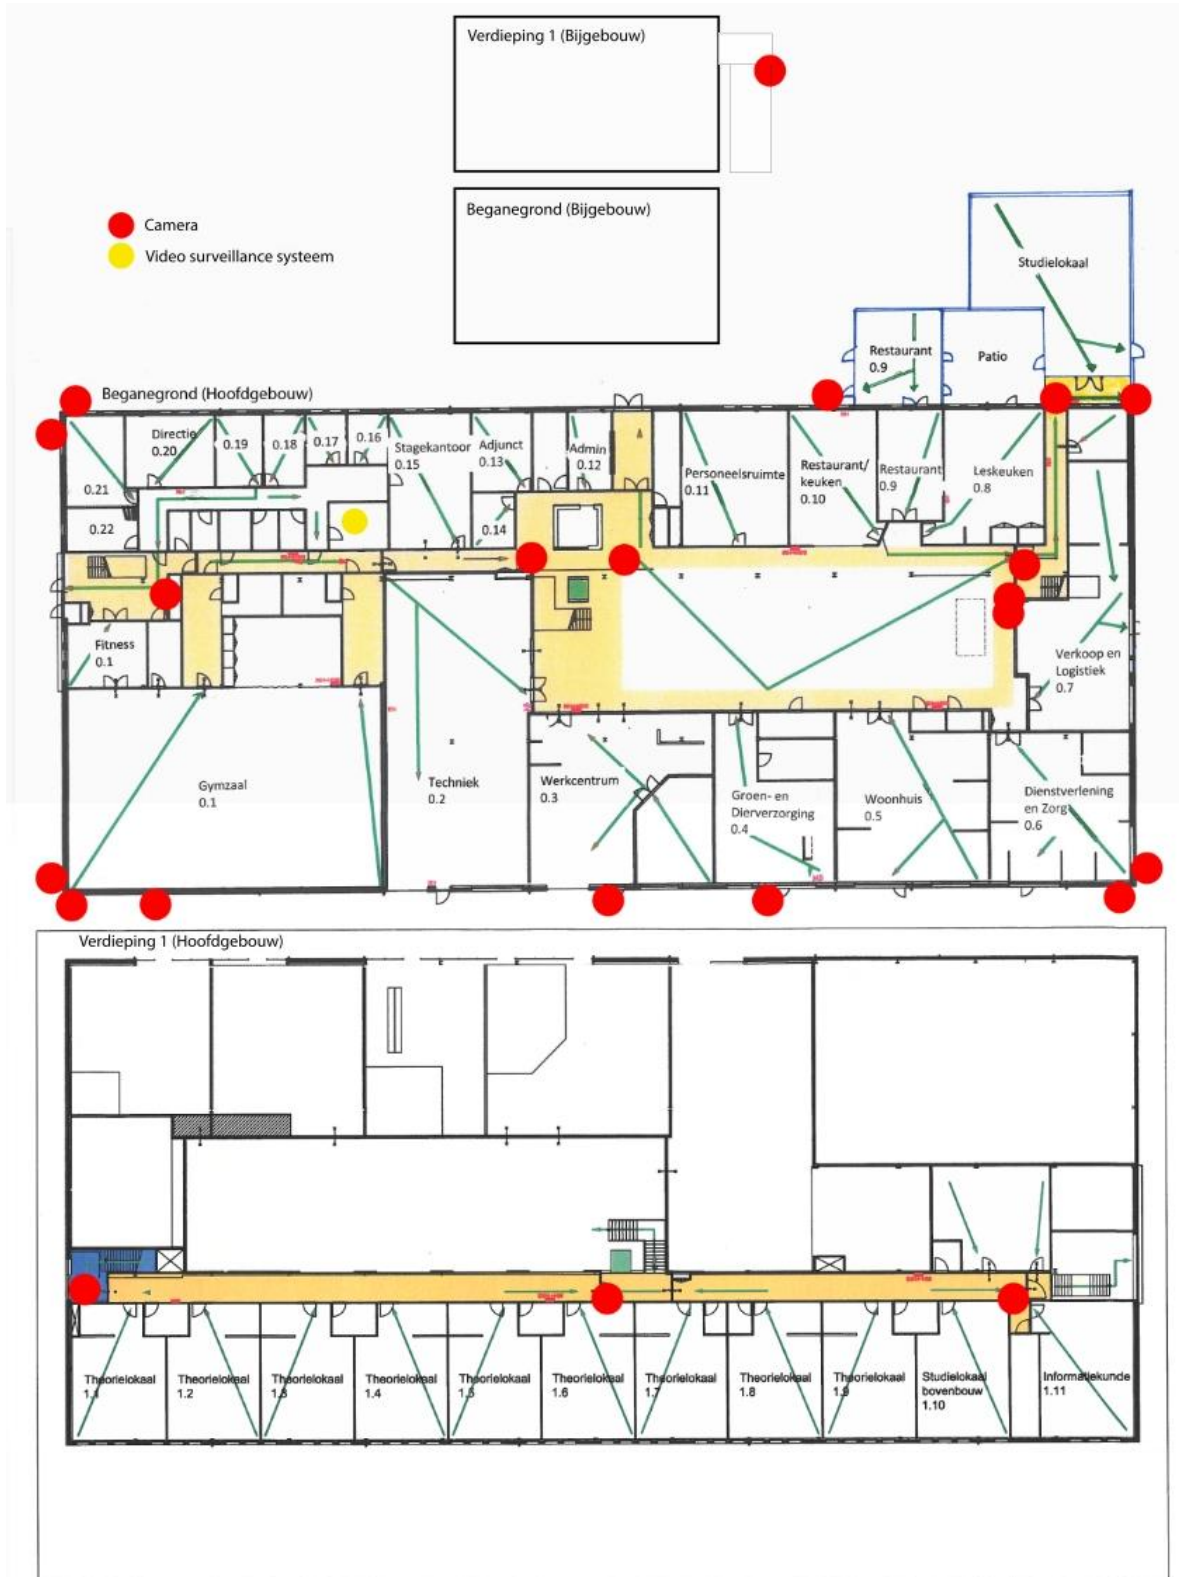 Verdieping 1 (Bijgebouw)
Beganegrond (Bijgebouw)
Camera
Video surveillance systeem
Studielokaal
Restaurant
0.9
Patio
Beganegrond (Hoofdgebouw)
Directie
0.20
0.19
0.18
0.17
0.16
Stagekantoor
0.15
Adjunct
0.13
Admin
0.12
Personeelsruimte
0.11
Restaurant/
keuken
0.10
Restaurant
0.9
Leskeuken
0.8
0.21
0.22
0.14
Fitness
0.1
Verkoop en
Logistiek
0.7
Gymzaal
0.1
Techniek
0.2
Werkcentrum
0.3
Groen- en
Dierverzorging
0.4
Woonhuis
0.5
Dienstverlening
en Zorg
0.6
Verdieping 1 (Hoofdgebouw)
Theorielokaal
1.1
Theorielokaal
1.2
Theorielokaal
1.3
Theorielokaal
1.4
Theorielokaal
1.5
Theorielokaal
1.6
Theorielokaal
1.7
Theorielokaal
1.8
Theorielokaal
1.9
Studielokaal
bovenbouw
1.10
Informatiekunde
1.11